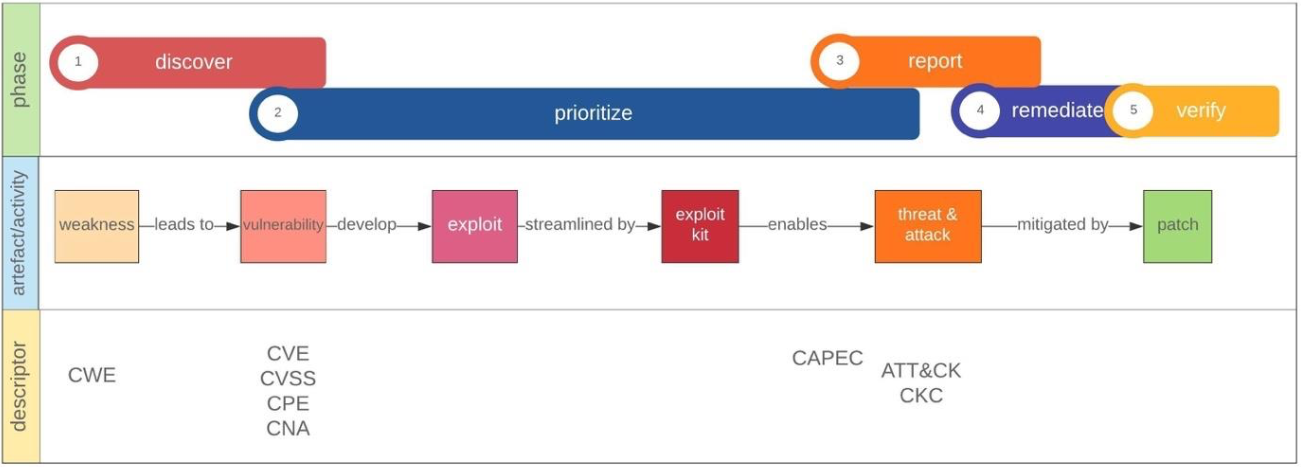 phase
1
discover
2
prioritize
3
report
4
remediate
5
verify
artefact/activity
weakness
leads to
vulnerability
develop
exploit
streamlined by
exploit
kit
enables
threat &
attack
mitigated by
patch
descriptor
CWE
CVE
CVSS
CPE
CNA
CAPEC
ATT&CK
CKC